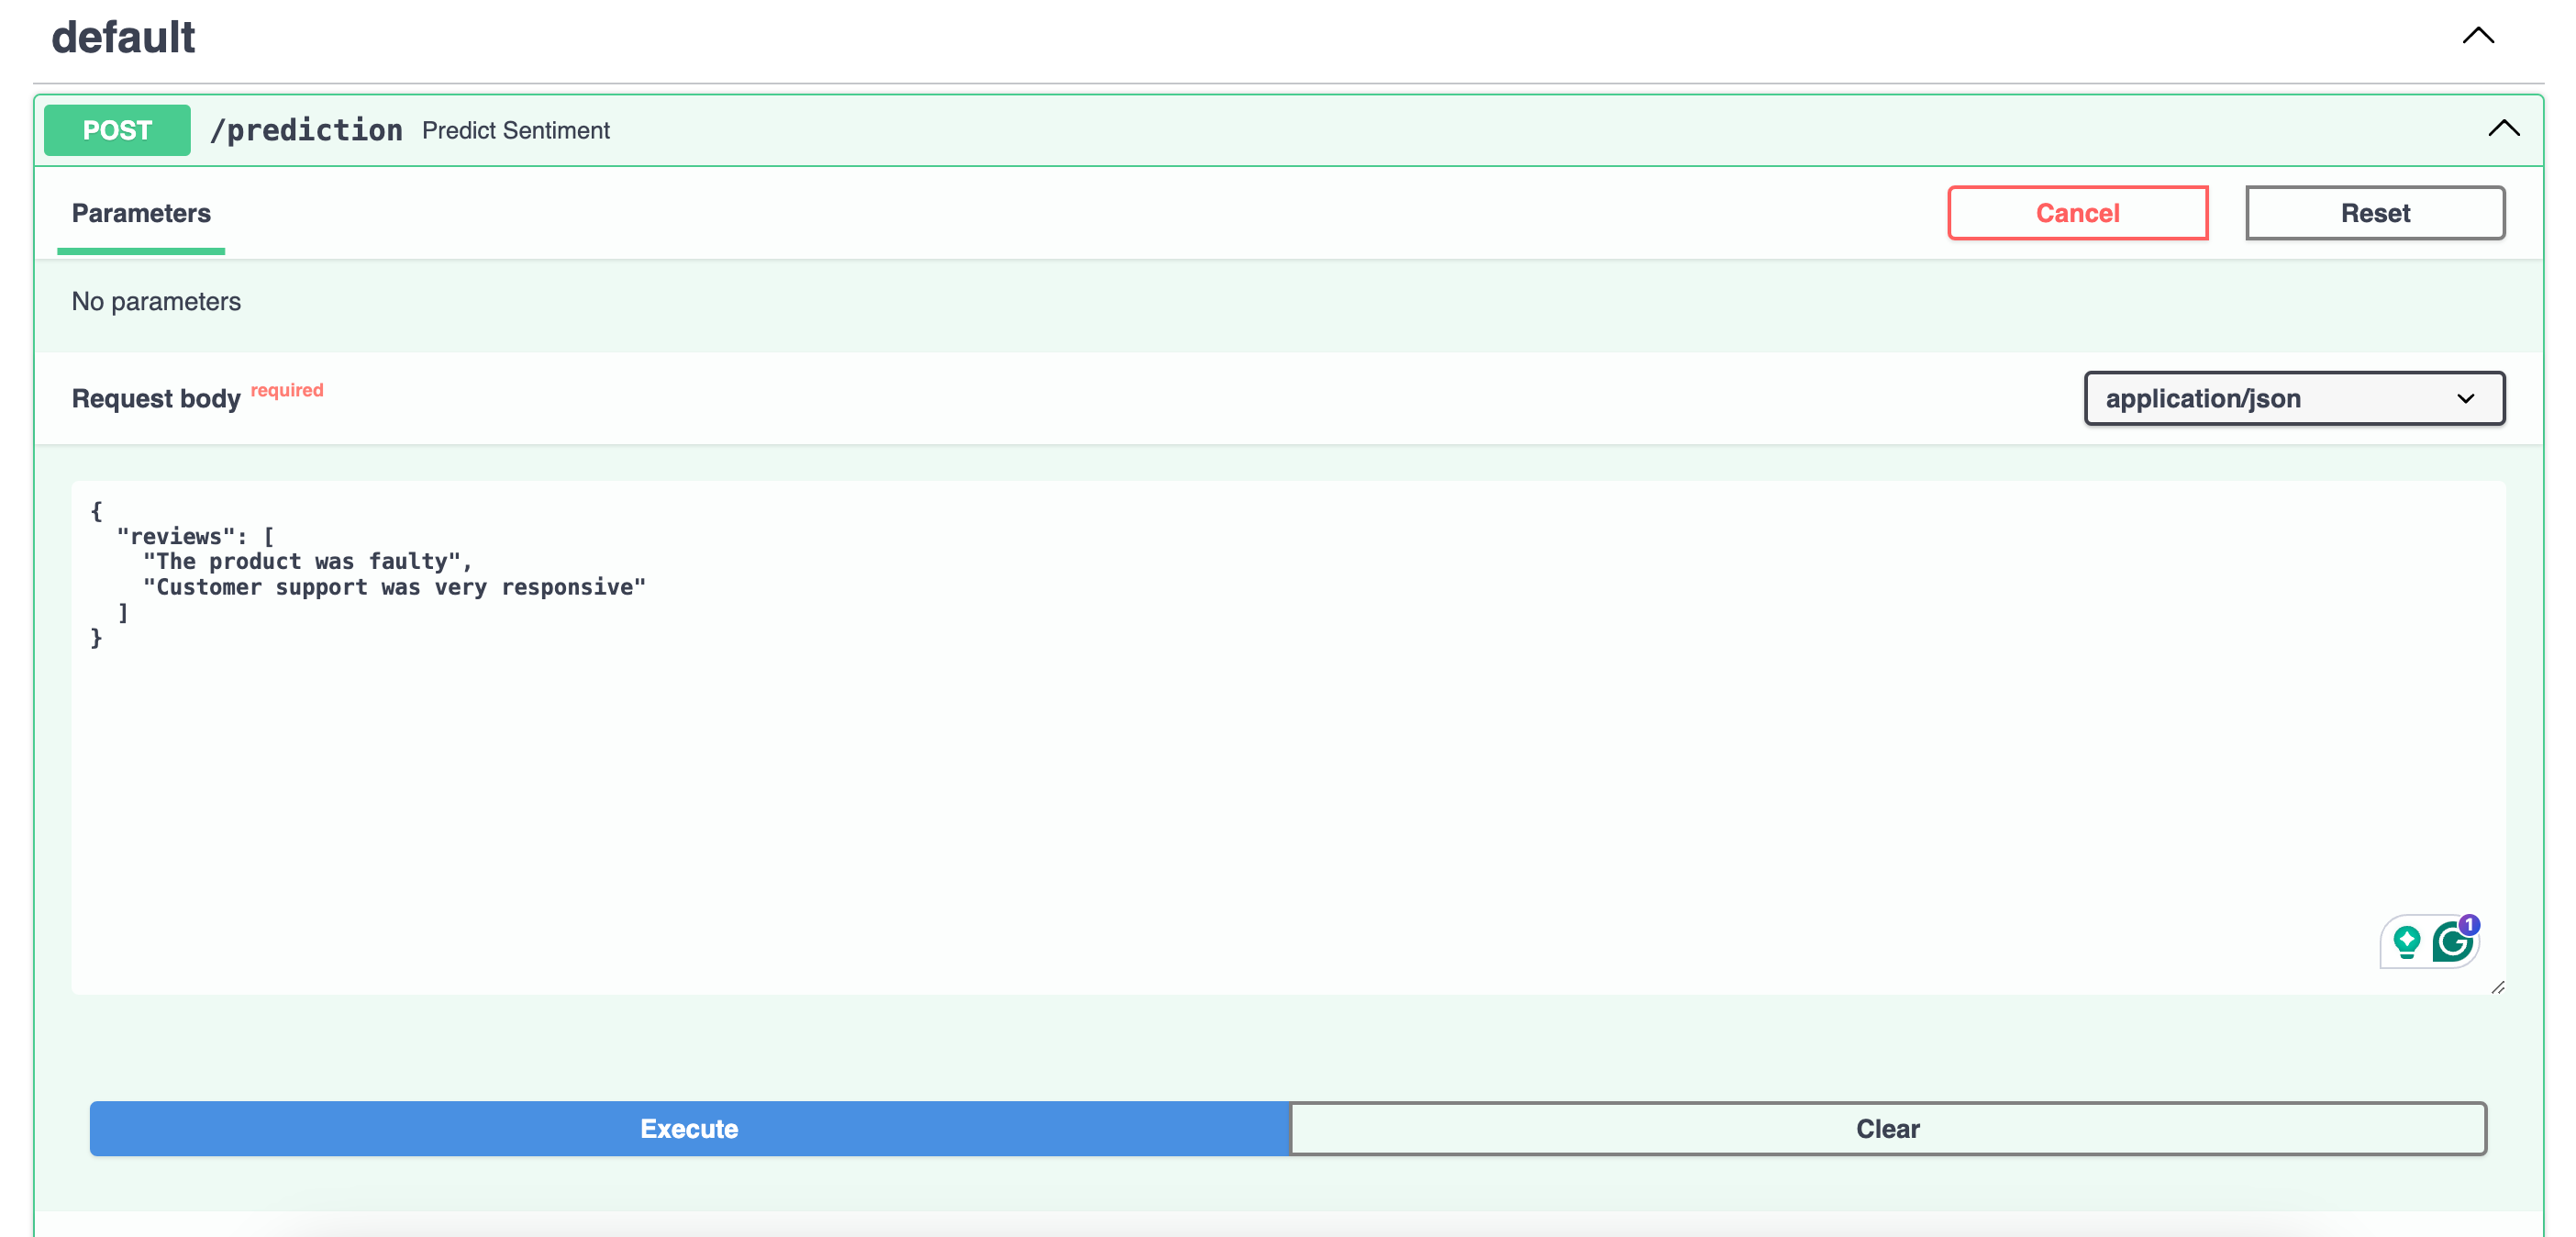 default
POST /prediction Predict Sentiment
Parameters
Cancel
Reset
No parameters
Request body required
application/json
{
  "reviews": [
    "The product was faulty",
    "Customer support was very responsive"
  ]
}
1
Execute
Clear